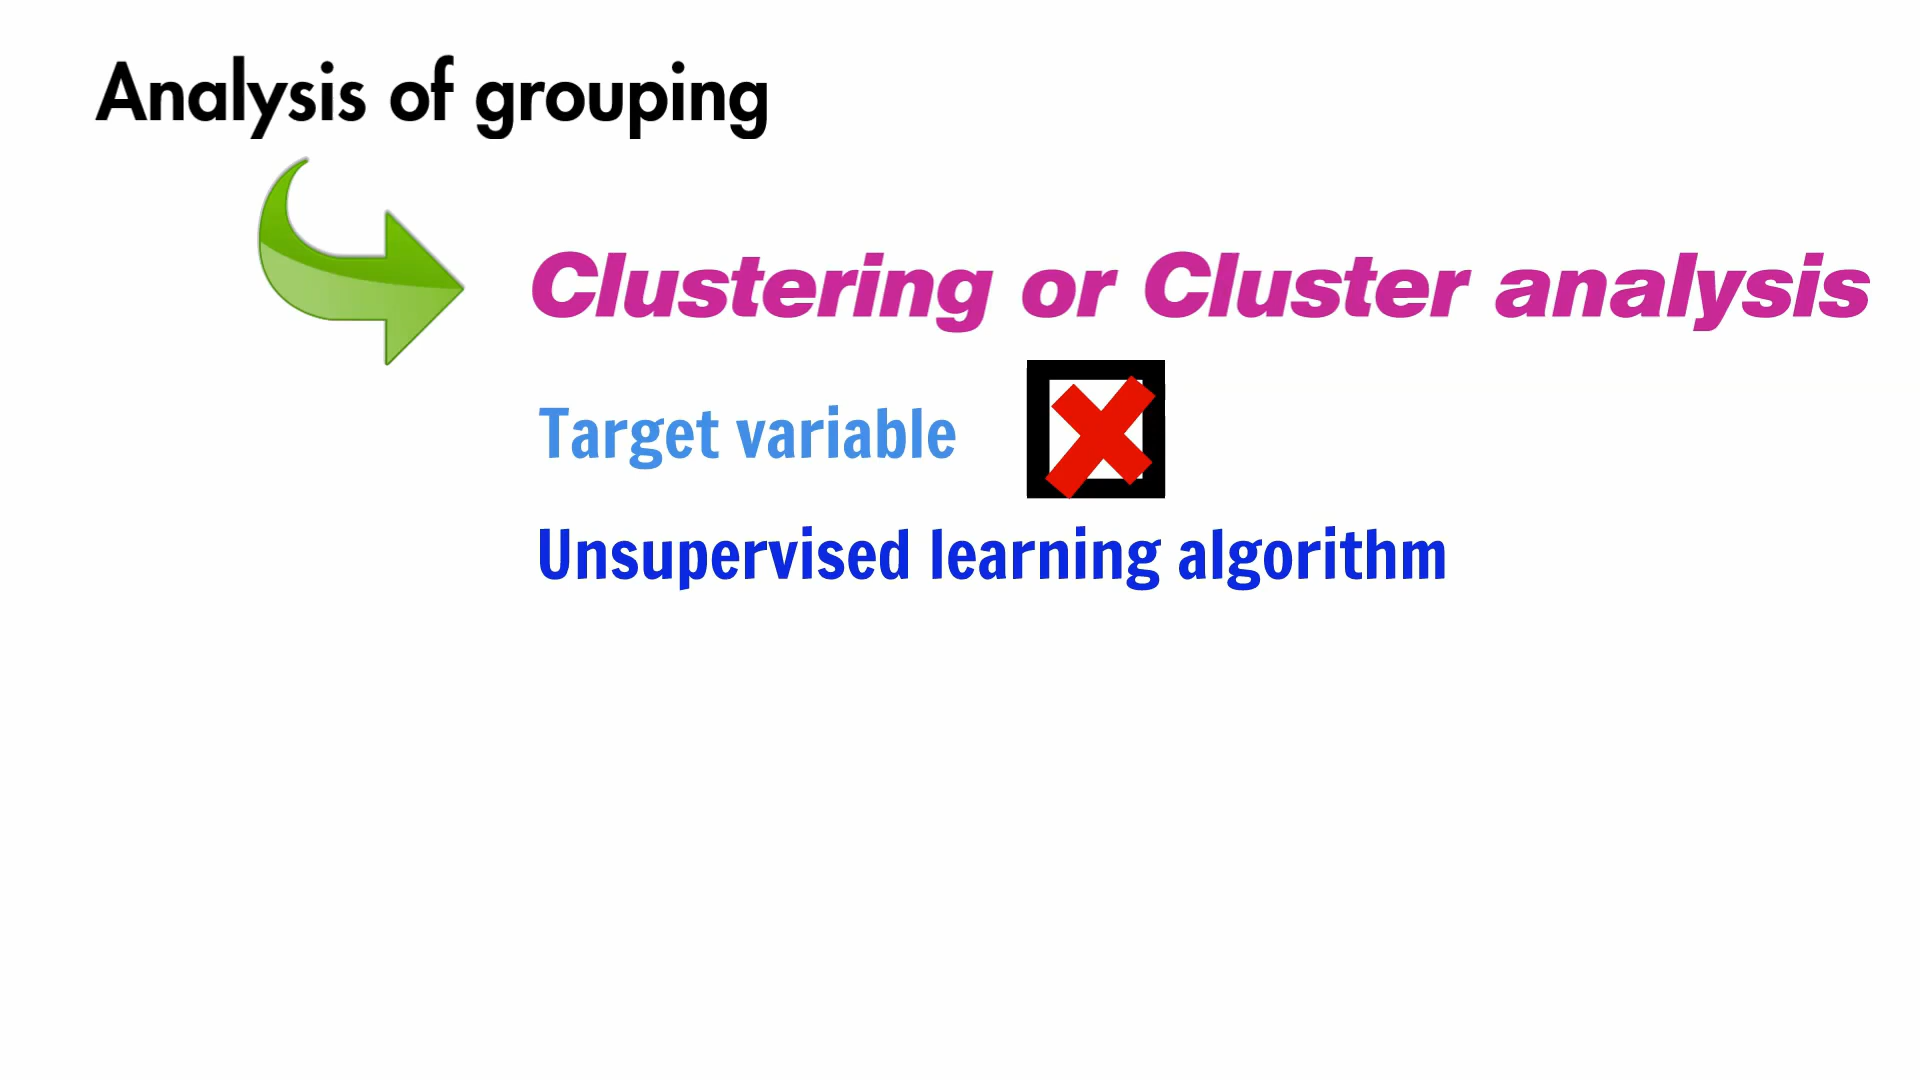 Analysis of grouping
Clustering or Cluster analysis
Target variable
Unsupervised learning algorithm